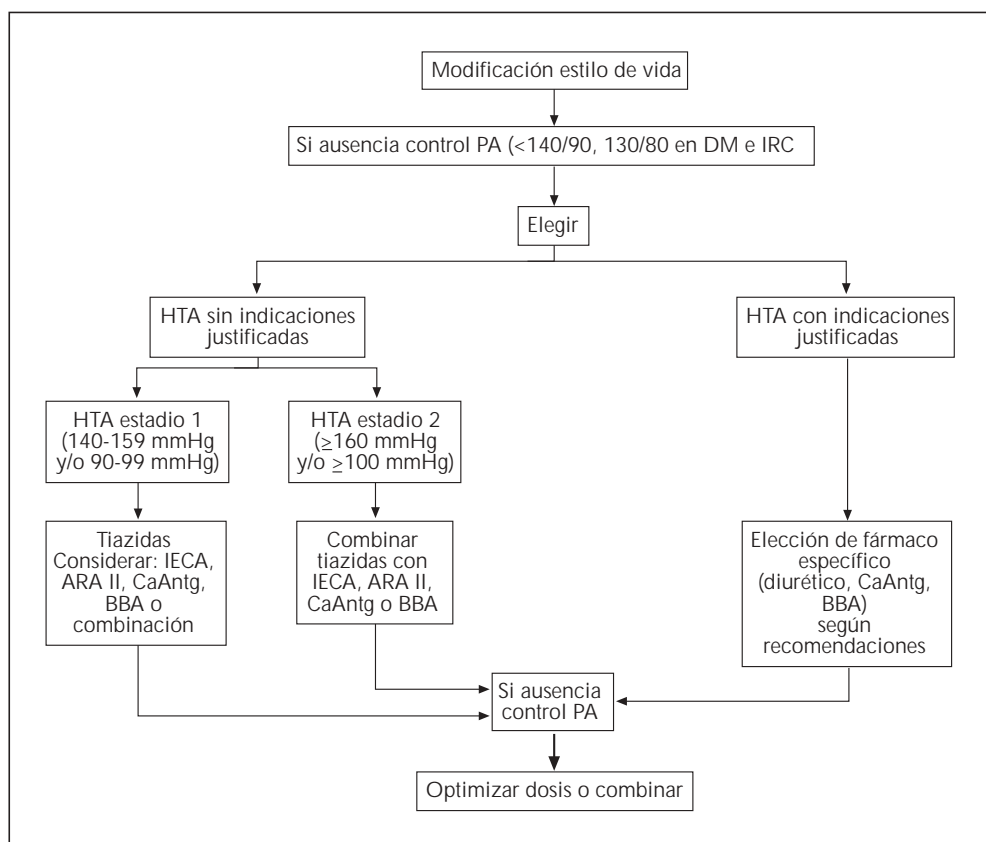 Modificación estilo de vida
Si ausencia control PA (<140/90, 130/80 en DM e IRC
Elegir
HTA sin indicaciones
justificadas
HTA con indicaciones
justificadas
HTA estadio 1
(140-159 mmHg
y/o 90-99 mmHg)
HTA estadio 2
(≥160 mmHg
y/o ≥100 mmHg)
Tiazidas
Considerar: IECA,
ARA II, CaAntg,
BBA o
combinación
Combinar
tiazidas con
IECA, ARA II,
CaAntg o BBA
Elección de fármaco
específico
(diurético, CaAntg,
BBA)
según
recomendaciones
Si ausencia
control PA
Optimizar dosis o combinar